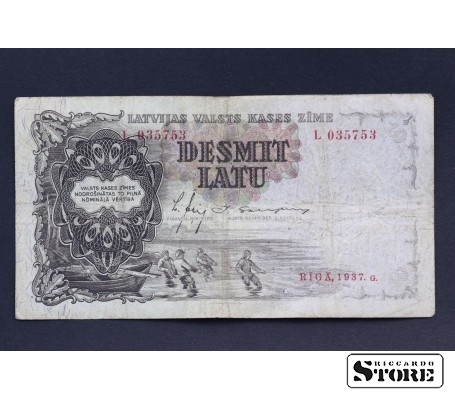 LATVIJAS VALSTS KASES ZĪME
L 035753 L 035753
DESMIT
LATU
VALSTS KASES ZĪMES
NODROŠINĀTAS TO PILNĀ
NOMINĀLĀ VĒRTĪBĀ
RĪGĀ, 1937. G.
RICCARDO
STORE